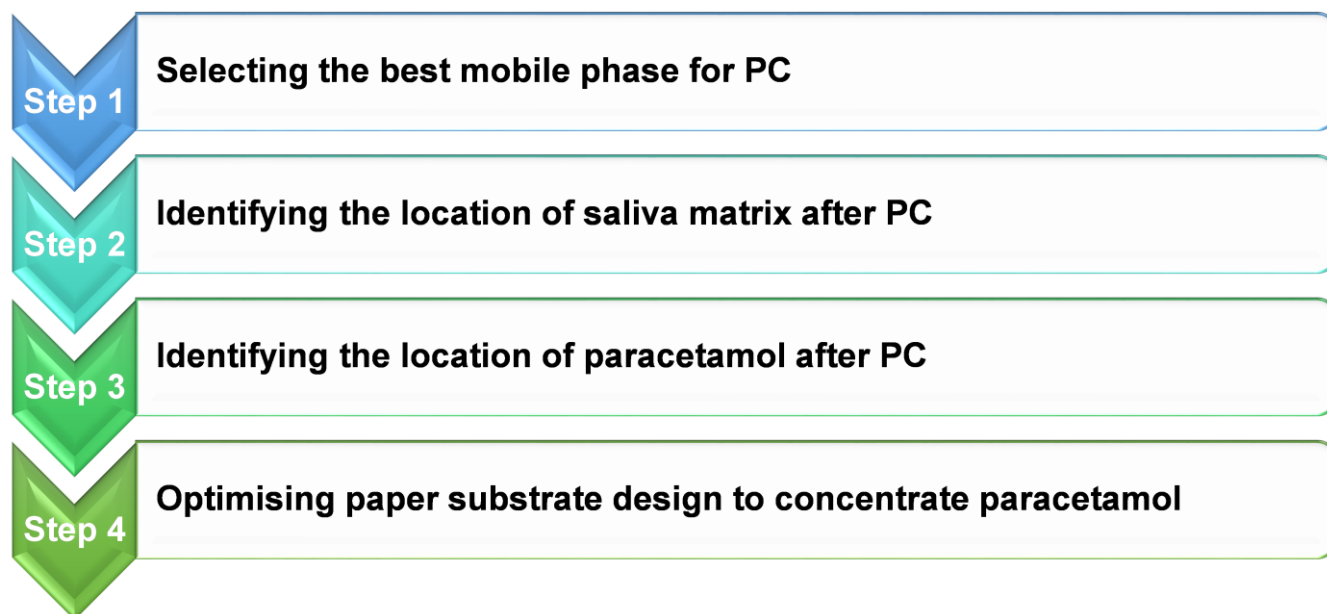 Step 1
Selecting the best mobile phase for PC
Step 2
Identifying the location of saliva matrix after PC
Step 3
Identifying the location of paracetamol after PC
Step 4
Optimising paper substrate design to concentrate paracetamol